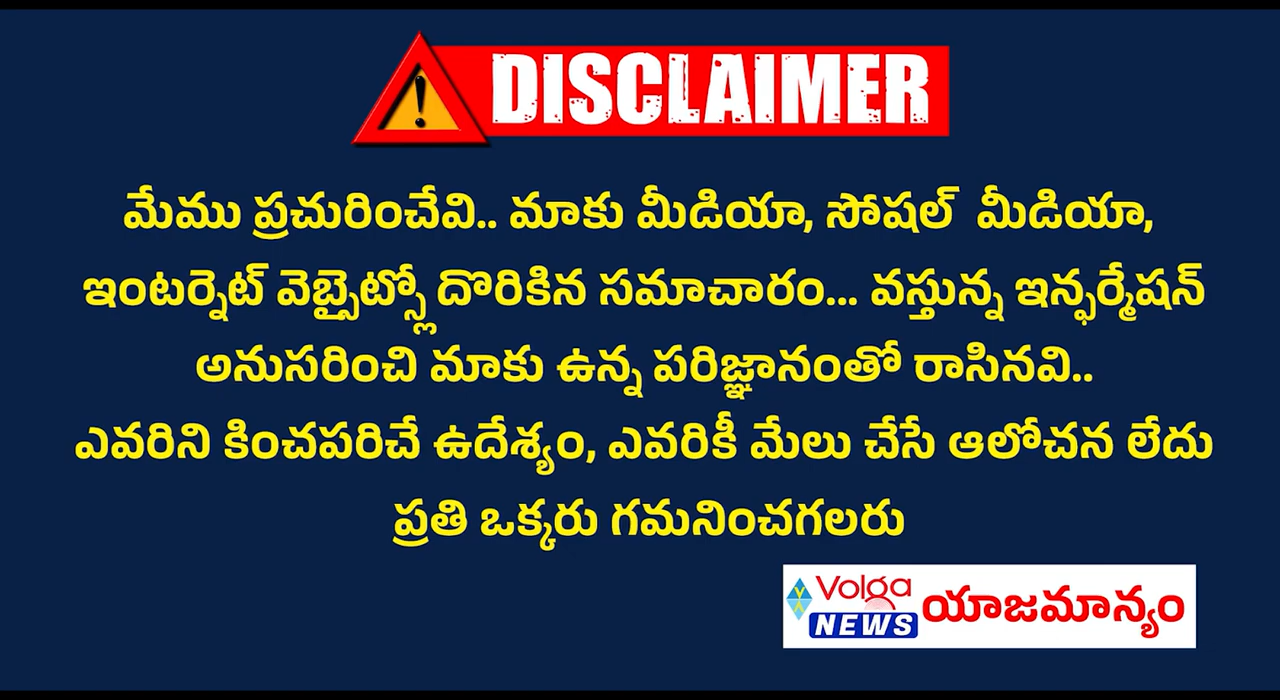 DISCLAIMER
మేము ప్రచురించేవి.. మాకు మీడియా, సోషల్ మీడియా,
ఇంటర్నెట్ వెబ్సైట్స్లో దొరికిన సమాచారం... వస్తున్న ఇన్ఫర్మేషన్
అనుసరించి మాకు ఉన్న పరిజ్ఞానంతో రాసినవి..
ఎవరిని కించపరిచే ఉదేశ్యం, ఎవరికీ మేలు చేసే ఆలోచన లేదు
ప్రతి ఒక్కరు గమనించగలరు
Volga
NEWS యాజమాన్యం